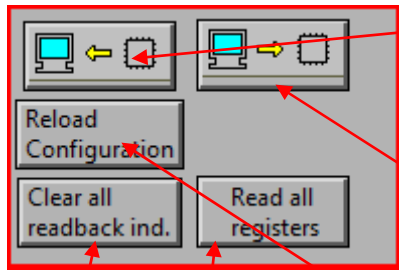 Reload
Configuration
Clear all
readback ind.
Read all
registers